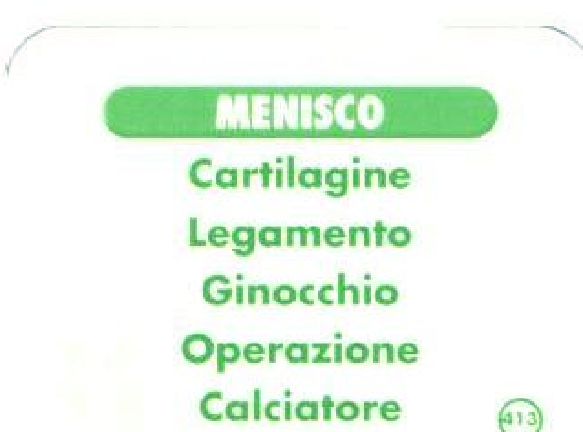 MENISCO
Cartilagine
Legamento
Ginocchio
Operazione
Calciatore
413